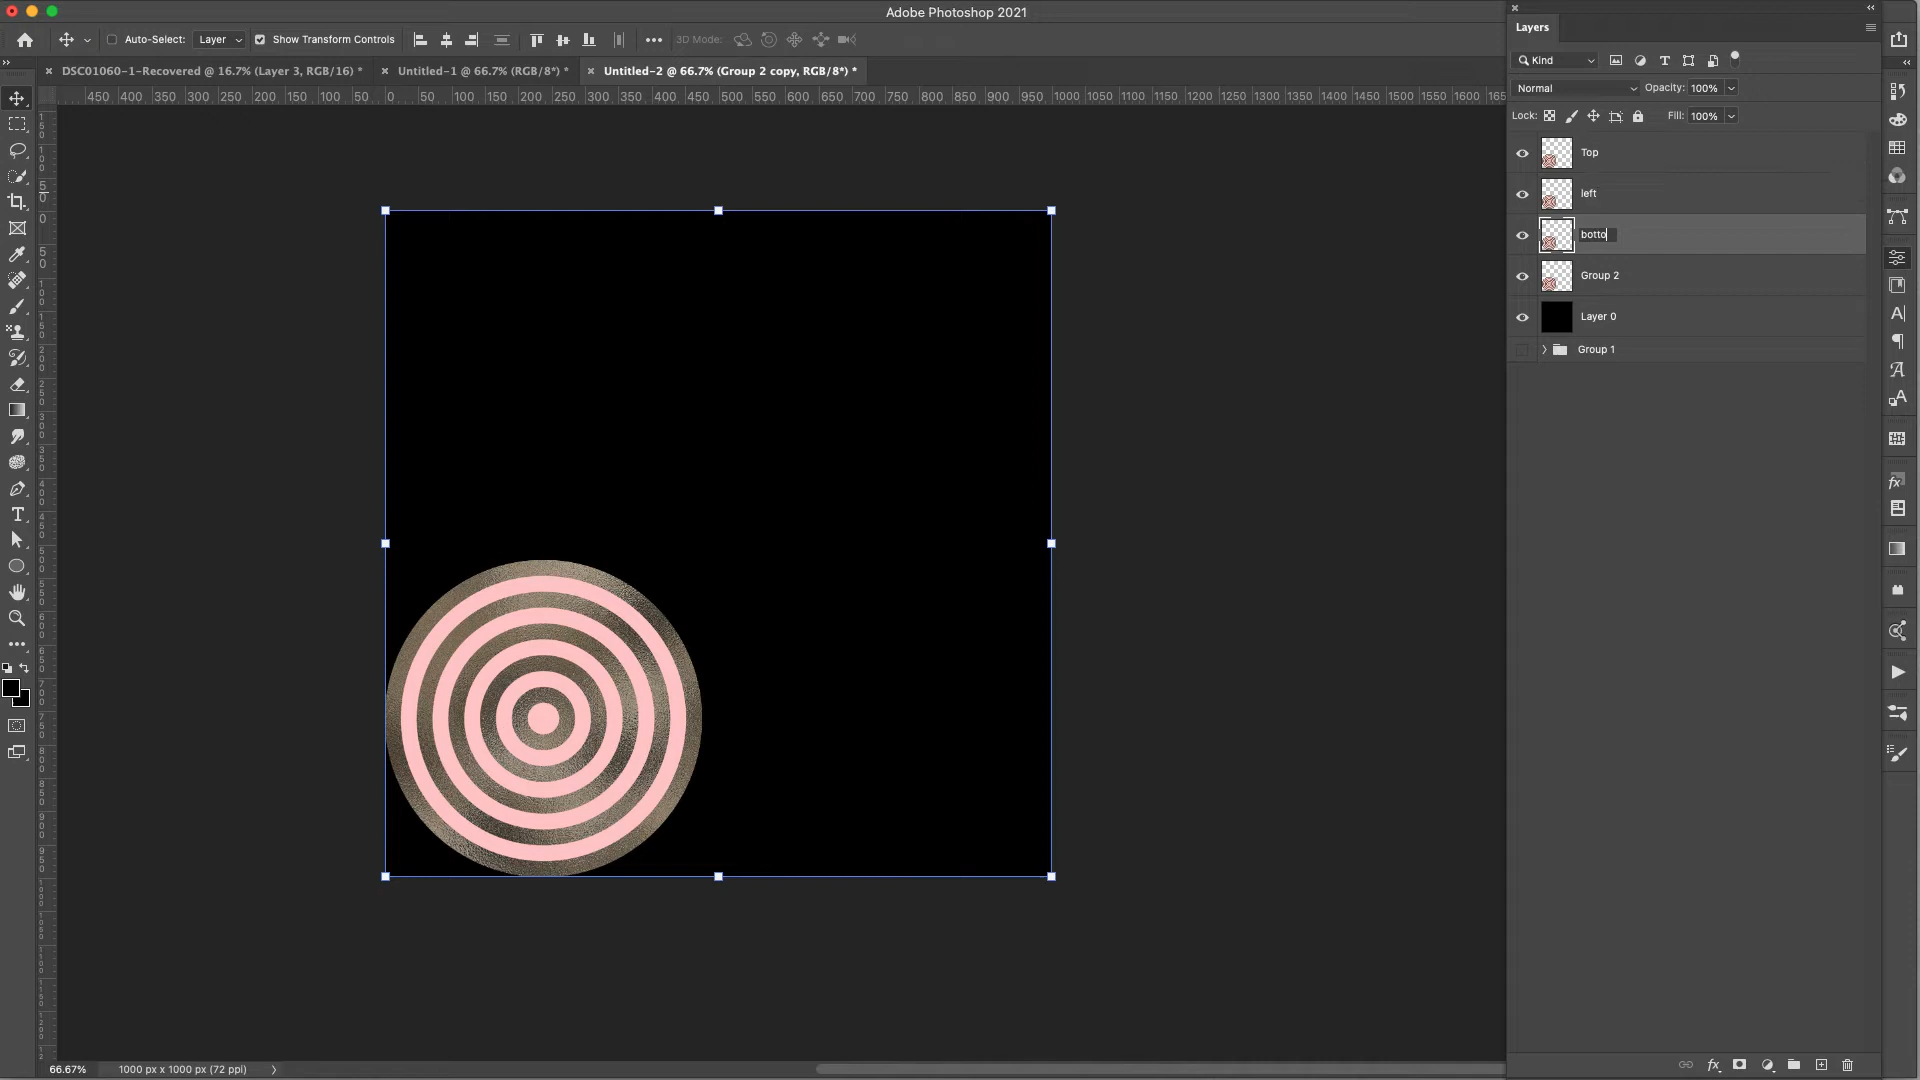 Adobe Photoshop 2021
Auto-Select: Layer Show Transform Controls 3D Mode:
DSC01060-1-Recovered @ 16.7% (Layer 3, RGB/16) * Untitled-1 @ 66.7% (RGB/8*) * Untitled-2 @ 66.7% (Group 2 copy, RGB/8*) *
450 400 350 300 250 200 150 100 50 0 50 100 150 200 250 300 350 400 450 500 550 600 650 700 750 800 850 900 950 1000 1050 1100 1150 1200 1250 1300 1350 1400 1450 1500 1550 1600 165
Layers
Kind
Normal Opacity: 100%
Lock: Fill: 100%
Top
left
botto
Group 2
Layer 0
Group 1
66.67% 1000 px x 1000 px (72 ppi)